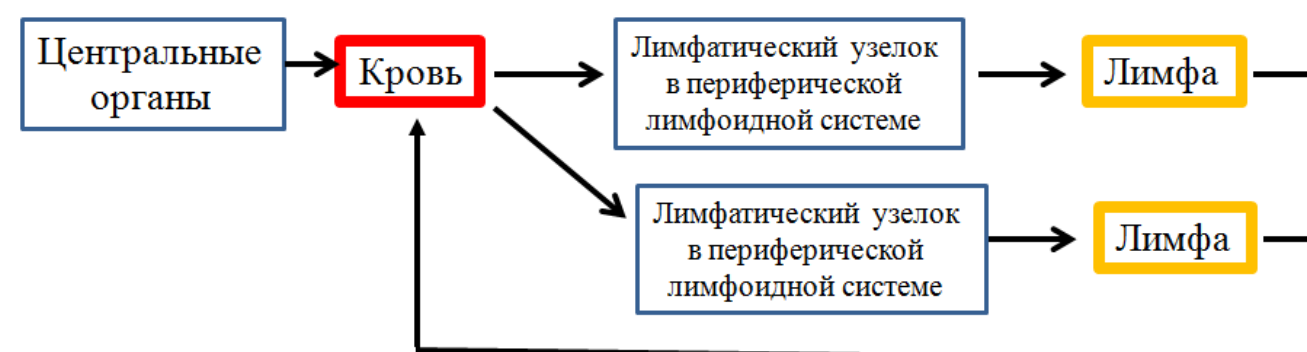 Центральные
органы
Кровь
Лимфатический узелок
в периферической
лимфоидной системе
Лимфа
Лимфатический узелок
в периферической
лимфоидной системе
Лимфа